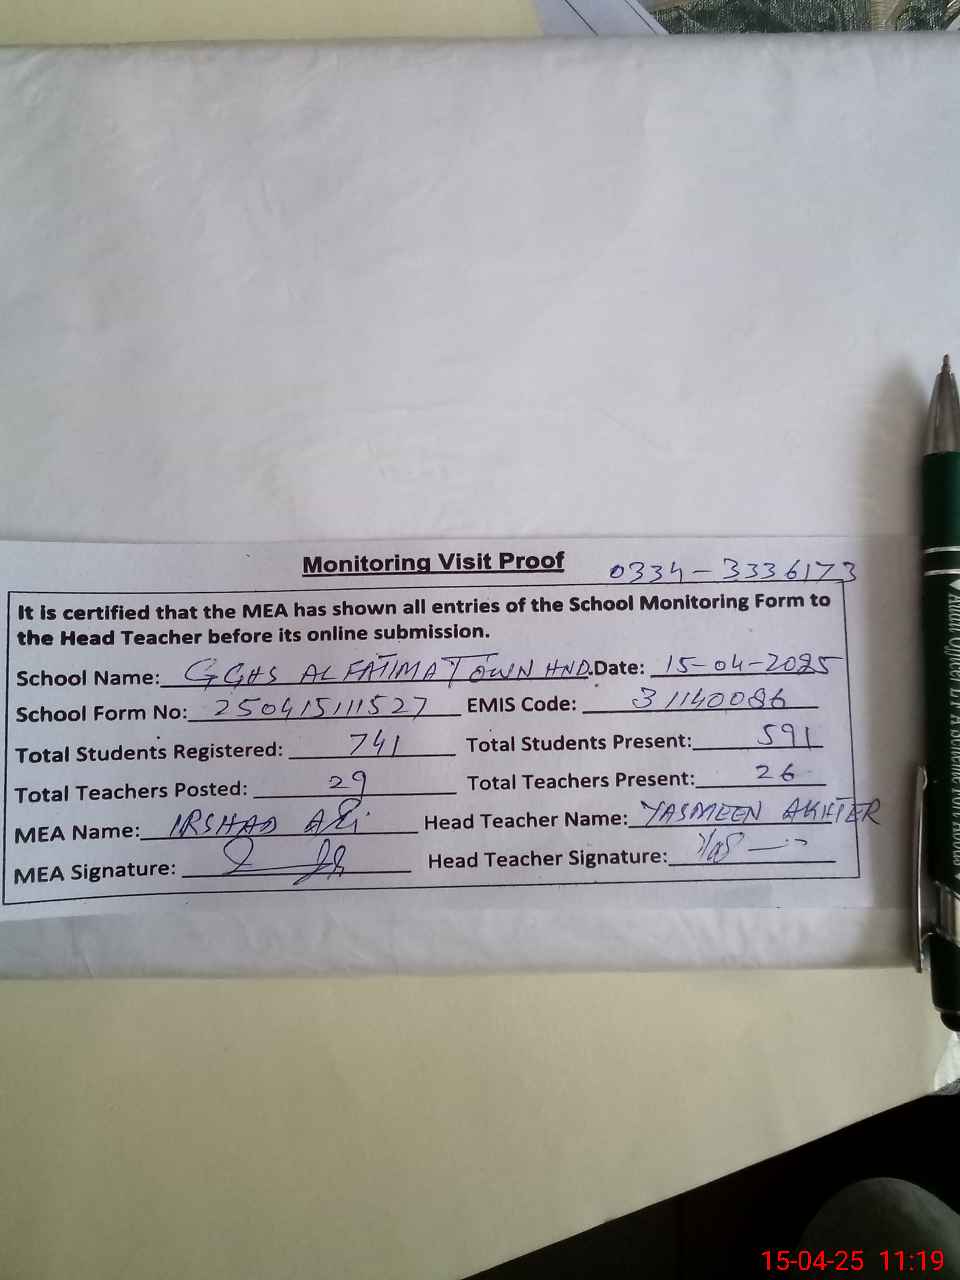 Monitoring Visit Proof 0334-3336173
It is certified that the MEA has shown all entries of the School Monitoring Form to
the Head Teacher before its online submission.
School Name: GGHS AL FATIMA TOWN HND. Date: 15-04-2025
School Form No: 250415111527 EMIS Code: 31140086
Total Students Registered: 741 Total Students Present: 591
Total Teachers Posted: 29 Total Teachers Present: 26
MEA Name: IRSHAD Ali Head Teacher Name: YASMEEN AKHTER
MEA Signature: Head Teacher Signature:
15-04-25 11:19